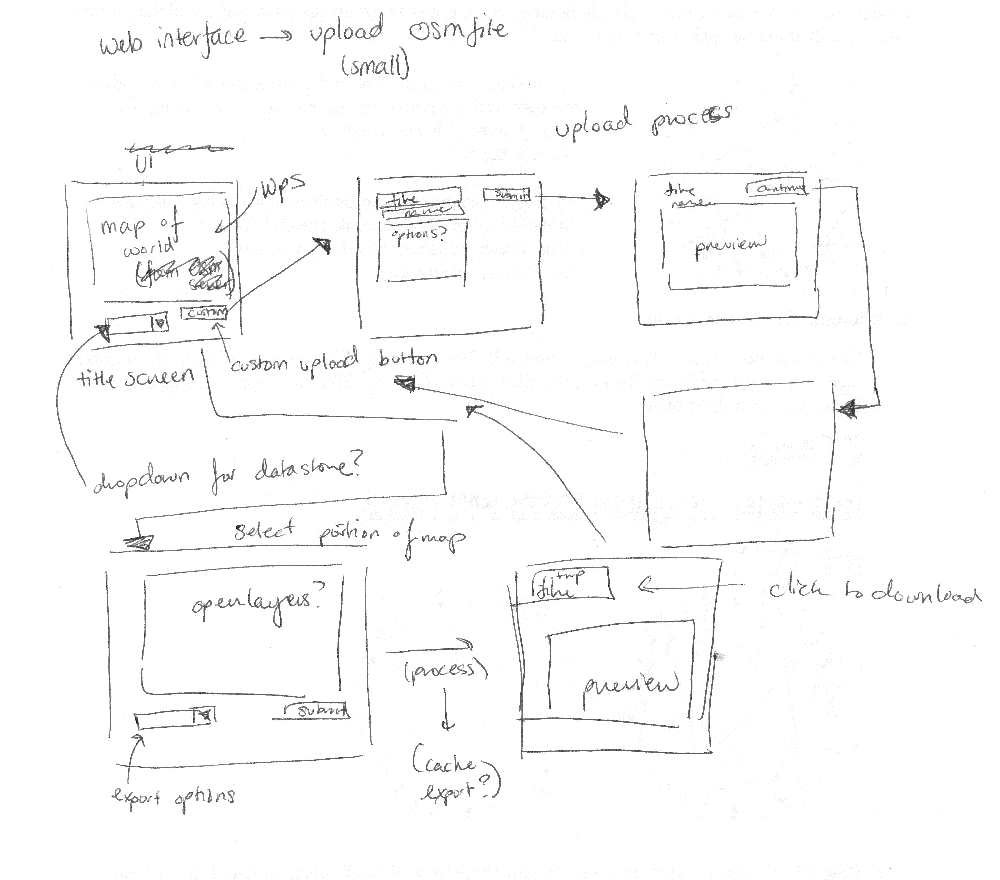 web interface → upload OSM file
(small)
upload process
UI
WPS
map of
world
(from OSM
server)
custom
title screen
custom upload button
file
name
submit
options?
file
name
continue
preview
dropdown for datastore?
select portion of map
openlayers?
submit
export options
(process)
(cache
export?)
tmp
file
click to download
preview